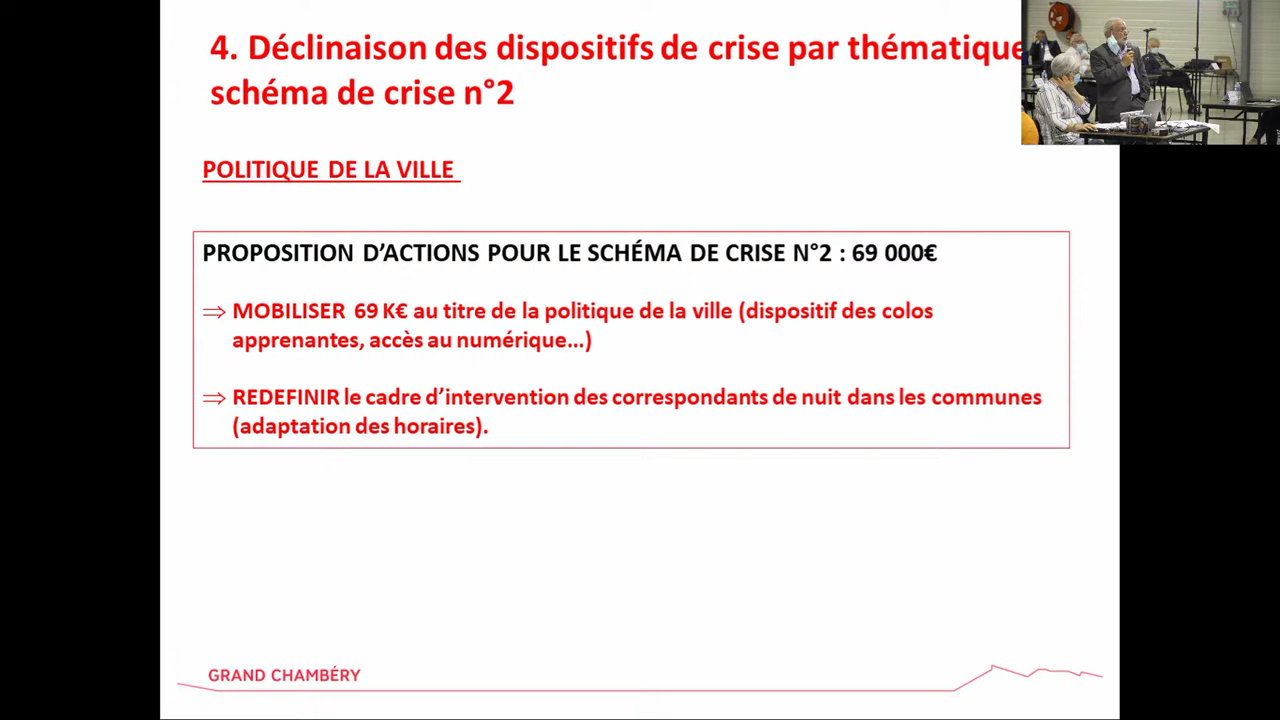 4. Déclinaison des dispositifs de crise par thématique
schéma de crise n°2
POLITIQUE DE LA VILLE
PROPOSITION D’ACTIONS POUR LE SCHÉMA DE CRISE N°2 : 69 000€
⇒ MOBILISER 69 K€ au titre de la politique de la ville (dispositif des colos
apprenantes, accès au numérique...)
⇒ REDEFINIR le cadre d’intervention des correspondants de nuit dans les communes
(adaptation des horaires).
GRAND CHAMBÉRY